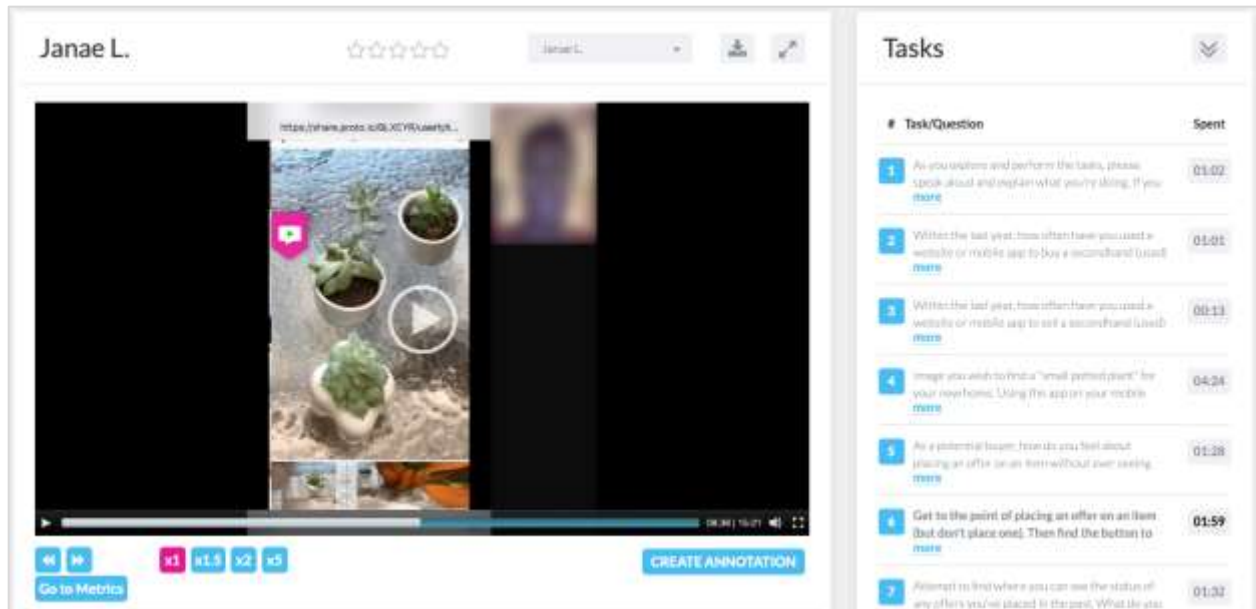 Janae L.
Janae L.
Tasks
# Task/Question Spent
https://share.proto.io/
1 As you explore and perform the tasks, please 01:02
speak aloud and explain what you're doing. If you
more
2 Within the last year, how often have you used a 01:01
website or mobile app to buy a secondhand (used)
more
3 Within the last year, how often have you used a 00:13
website or mobile app to sell a secondhand (used)
more
4 Image you wish to find a "small potted plant" for 04:24
your new home. Using this app on your mobile
more
5 As a potential buyer, how do you feel about 01:28
placing an offer on an item without ever seeing
more
6 Get to the point of placing an offer on an item 01:59
(but don't place one). Then find the button to
more
7 Attempt to find where you can see the status of 01:32
any offers you've placed in the past. What do you
x1 x1.5 x2 x5
CREATE ANNOTATION
Go to Metrics